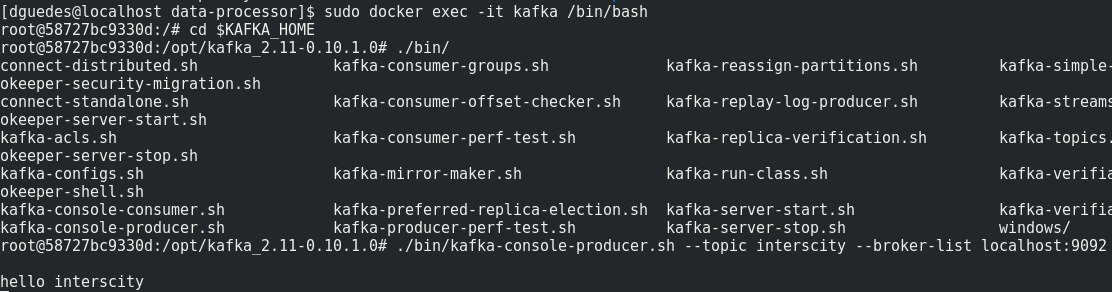 [dguedes@localhost data-processor]$ sudo docker exec -it kafka /bin/bash
root@58727bc9330d:/# cd $KAFKA_HOME
root@58727bc9330d:/opt/kafka_2.11-0.10.1.0# ./bin/
connect-distributed.sh kafka-consumer-groups.sh kafka-reassign-partitions.sh kafka-simple-
okeeper-security-migration.sh
connect-standalone.sh kafka-consumer-offset-checker.sh kafka-replay-log-producer.sh kafka-streams
okeeper-server-start.sh
kafka-acls.sh kafka-consumer-perf-test.sh kafka-replica-verification.sh kafka-topics.
okeeper-server-stop.sh
kafka-configs.sh kafka-mirror-maker.sh kafka-run-class.sh kafka-verifia
okeeper-shell.sh
kafka-console-consumer.sh kafka-preferred-replica-election.sh kafka-server-start.sh kafka-verifia
kafka-console-producer.sh kafka-producer-perf-test.sh kafka-server-stop.sh windows/
root@58727bc9330d:/opt/kafka_2.11-0.10.1.0# ./bin/kafka-console-producer.sh --topic interscity --broker-list localhost:9092
hello interscity